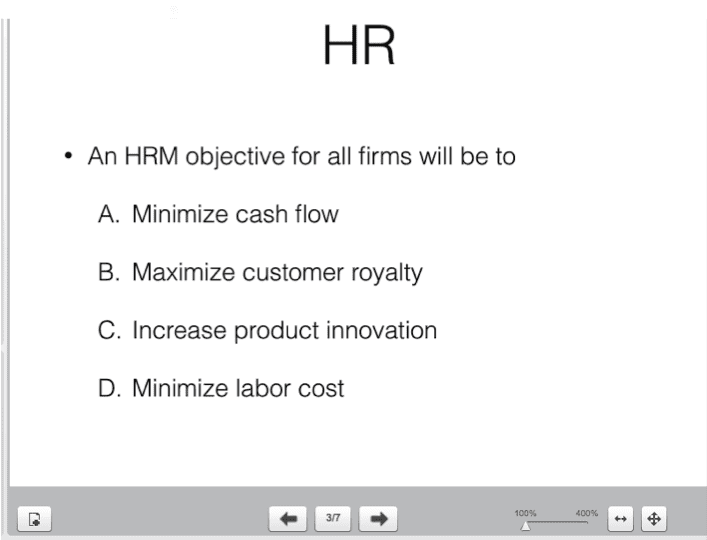 HR
• An HRM objective for all firms will be to
A. Minimize cash flow
B. Maximize customer royalty
C. Increase product innovation
D. Minimize labor cost
3/7
100% 400%